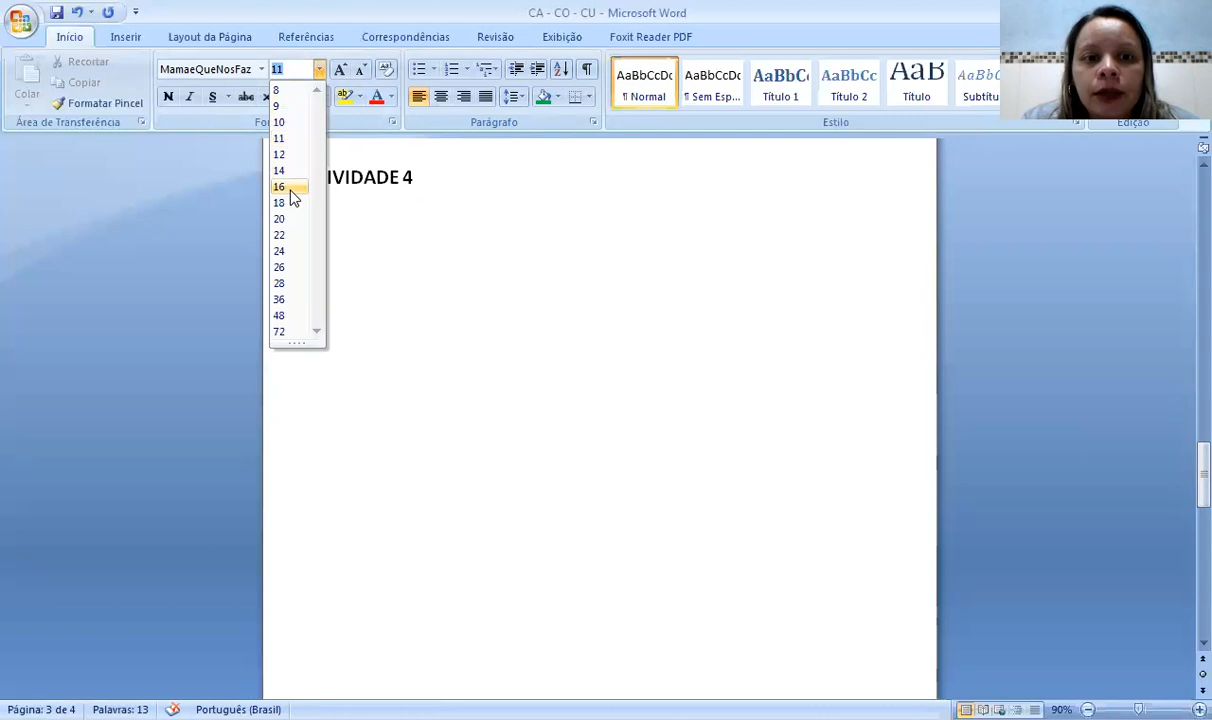 CA - CO - CU - Microsoft Word
Início Inserir Layout da Página Referências Correspondências Revisão Exibição Foxit Reader PDF
Colar
Recortar
Copiar
Formatar Pincel
Área de Transferência
MamaeQueNosFaz 11
N I S abc
8
9
10
11
12
14
16
18
20
22
24
26
28
36
48
72
Parágrafo
AaBbCcDc
¶ Normal
AaBbCcDc
¶ Sem Esp...
AaBbC
Título 1
AaBbCc
Título 2
AaB
Título
AaBbCc
Subtítu
Estilo
Edição
IVIDADE 4
Página: 3 de 4 Palavras: 13 Português (Brasil) 90%